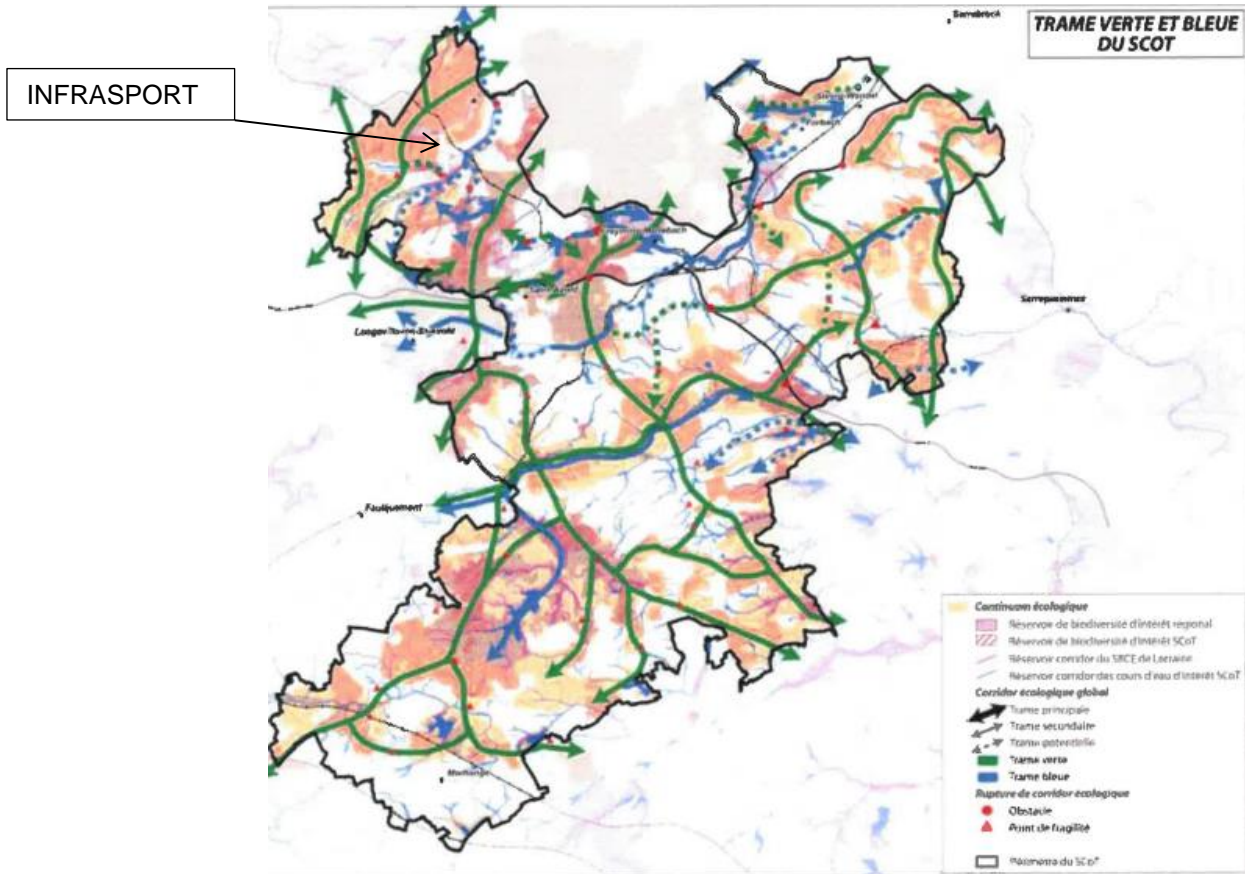 TRAME VERTE ET BLEUE
DU SCOT
INFRASPORT
Forbach
Faulquement
Continuum écologique
Réservoir de biodiversité d'intérêt régional
Réservoir de biodiversité d'intérêt SCoT
Réservoir corridor du SRCE de Lorraine
Réservoir corridor des cours d'eau d'intérêt SCoT
Corridor écologique global
Trame principale
Trame secondaire
Trame potentielle
Trame verte
Trame bleue
Rupture de corridor écologique
Obstacle
Point de fragilité
Périmètre du SCoT